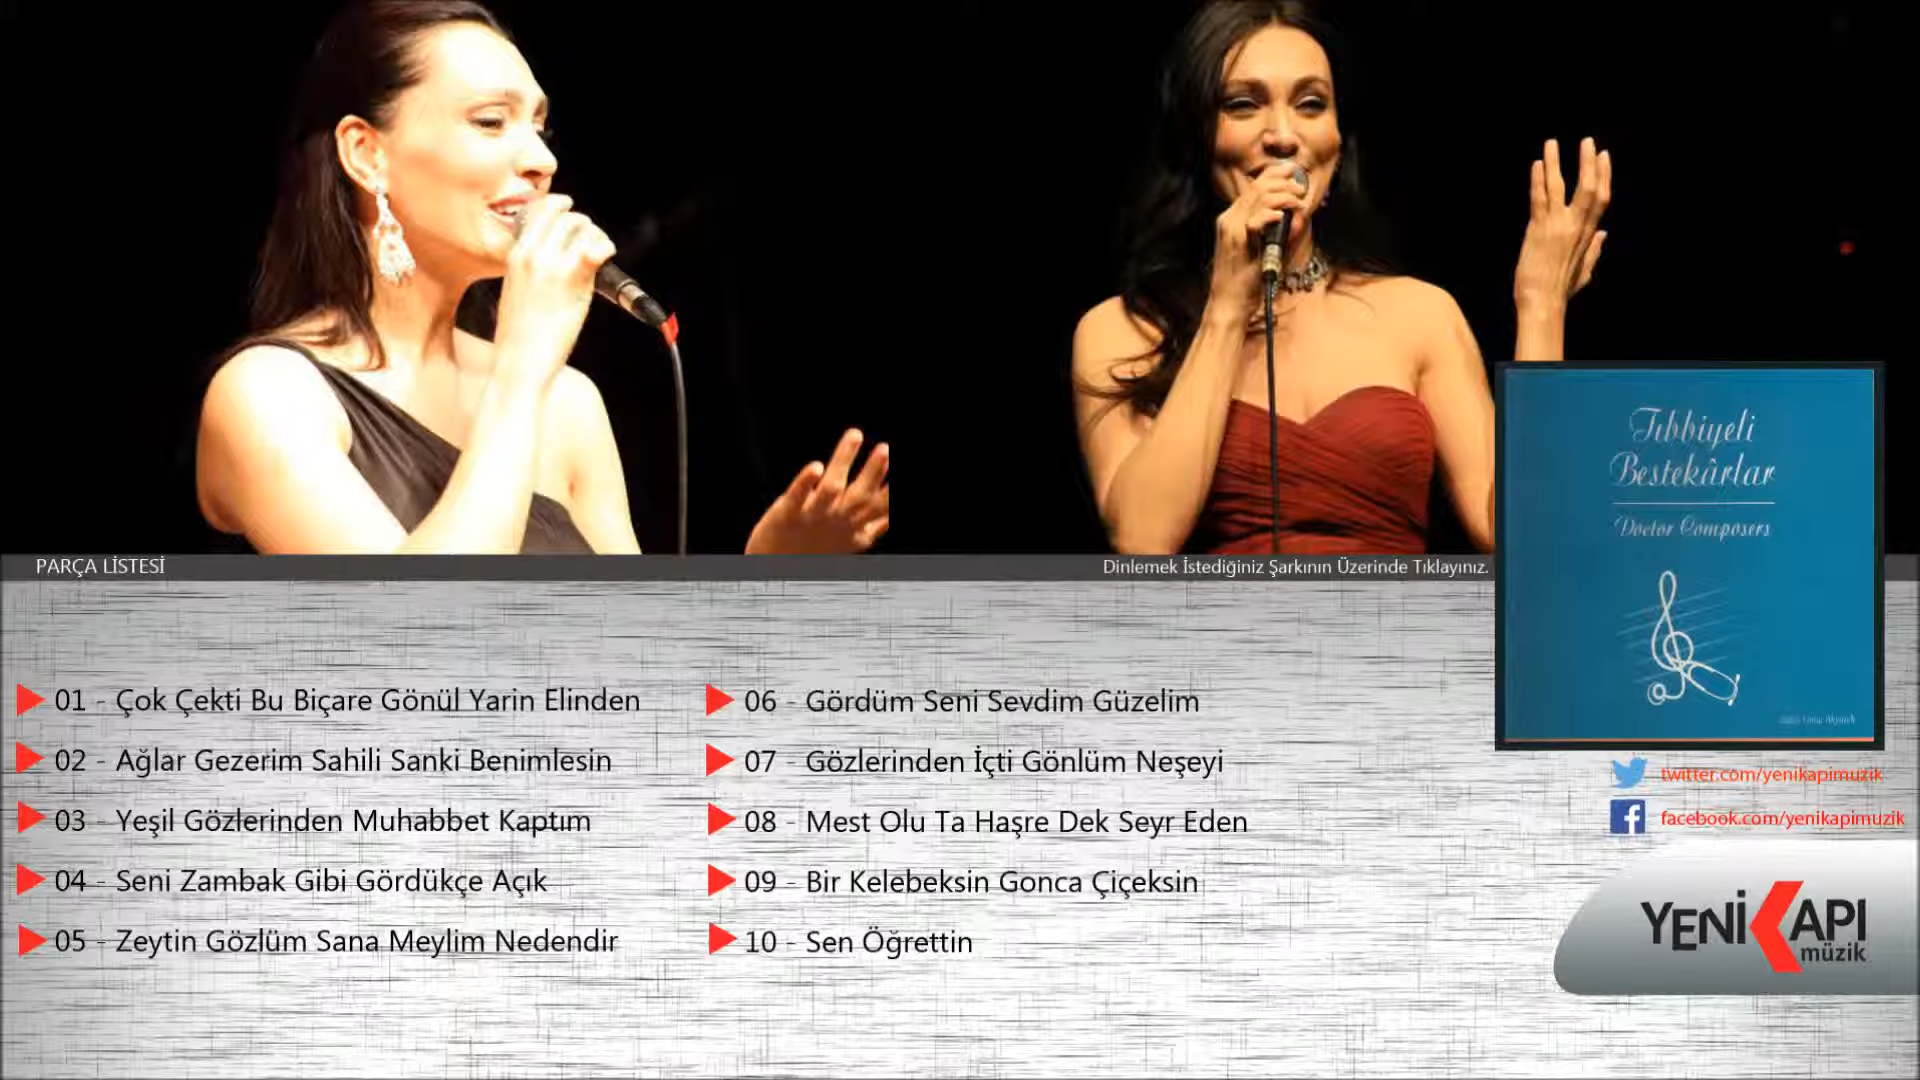 PARÇA LİSTESİ
Dinlemek İstediğiniz Şarkının Üzerinde Tıklayınız.
Tıbbiyeli
Bestekârlar
Doctor Composers
01 - Çok Çekti Bu Biçare Gönül Yarin Elinden
02 - Ağlar Gezerim Sahili Sanki Benimlesin
03 - Yeşil Gözlerinden Muhabbet Kaptım
04 - Seni Zambak Gibi Gördükçe Açık
05 - Zeytin Gözlüm Sana Meylim Nedendir
06 - Gördüm Seni Sevdim Güzelim
07 - Gözlerinden İçti Gönlüm Neşeyi
08 - Mest Olu Ta Haşre Dek Seyr Eden
09 - Bir Kelebeksin Gonca Çiçeksin
10 - Sen Öğrettin
twitter.com/yenikapimuzik
facebook.com/yenikapimuzik
YENİKAPI
müzik